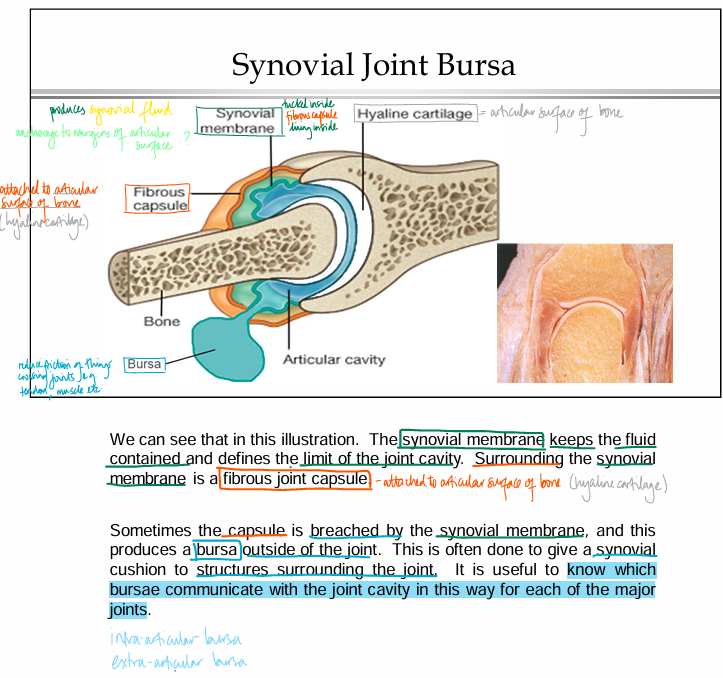 Synovial Joint Bursa
produces synovial fluid
anchorage to margins of articular
surface ?
Synovial
membrane
tucked inside
fibrous capsule
lining inside
Hyaline cartilage = articular surface of bone
attached to articular
surface of bone
(hyaline cartilage)
Fibrous
capsule
Bone
reduce friction of things
crossing joints, eg
tendon, muscle etc.
Bursa
Articular cavity
We can see that in this illustration. The synovial membrane keeps the fluid
contained and defines the limit of the joint cavity. Surrounding the synovial
membrane is a fibrous joint capsule - attached to articular surface of bone (hyaline cartilage)
Sometimes the capsule is breached by the synovial membrane, and this
produces a bursa outside of the joint. This is often done to give a synovial
cushion to structures surrounding the joint. It is useful to know which
bursae communicate with the joint cavity in this way for each of the major
joints.
intra-articular bursa
extra-articular bursa